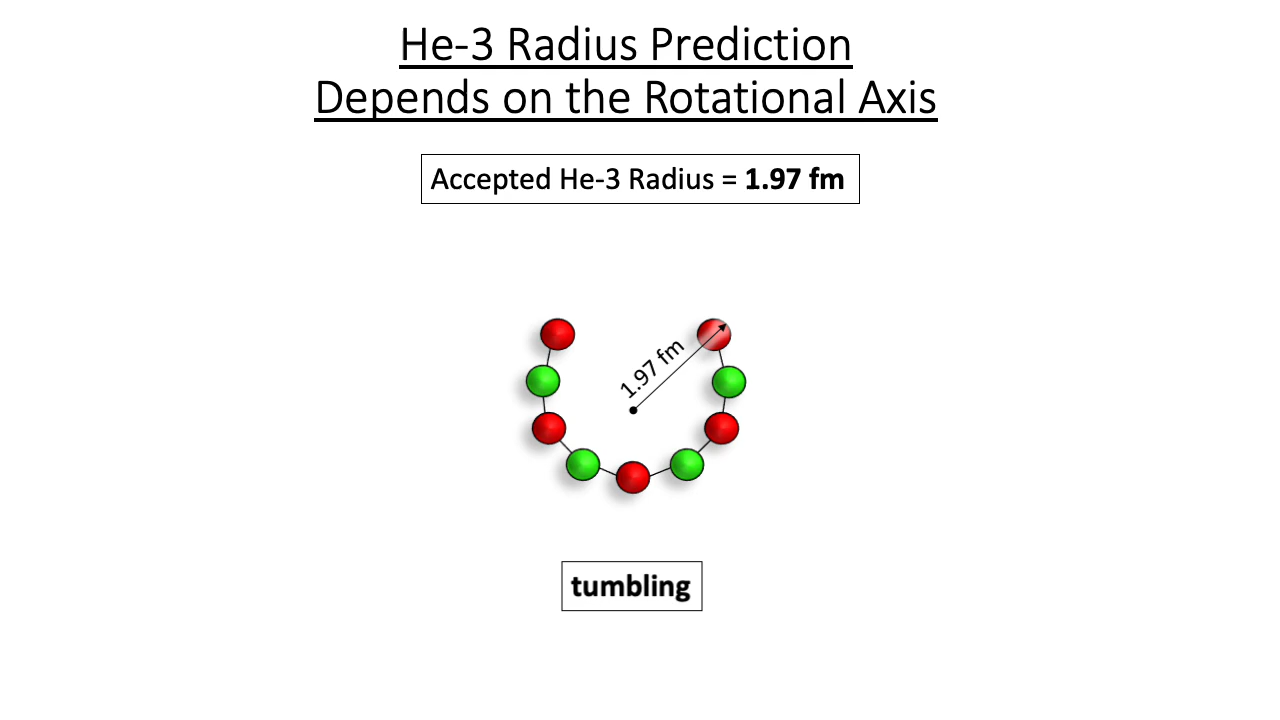 He-3 Radius Prediction
Depends on the Rotational Axis
Accepted He-3 Radius = 1.97 fm
1.97 fm
tumbling